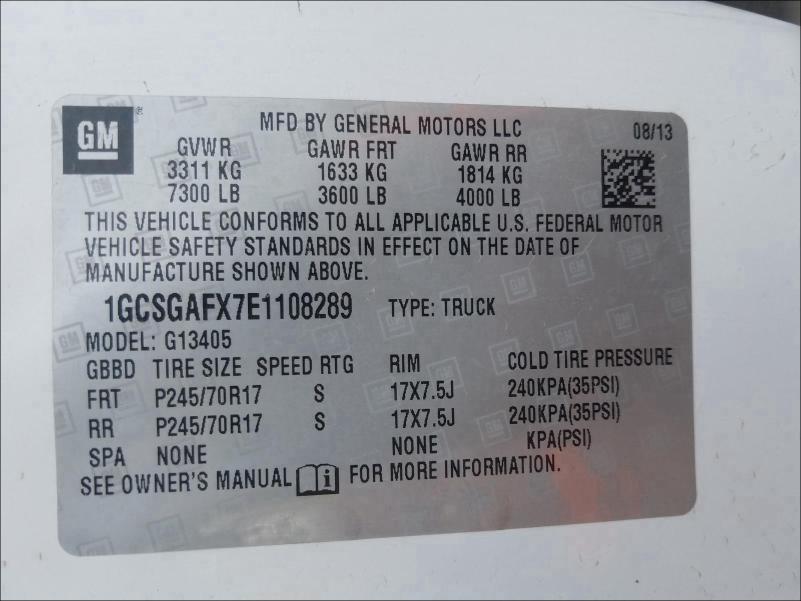 GM ®
MFD BY GENERAL MOTORS LLC 08/13
GVWR GAWR FRT GAWR RR
3311 KG 1633 KG 1814 KG
7300 LB 3600 LB 4000 LB
THIS VEHICLE CONFORMS TO ALL APPLICABLE U.S. FEDERAL MOTOR
VEHICLE SAFETY STANDARDS IN EFFECT ON THE DATE OF
MANUFACTURE SHOWN ABOVE.
1GCSGAFX7E1108289 TYPE: TRUCK
MODEL: G13405
GBBD TIRE SIZE SPEED RTG RIM COLD TIRE PRESSURE
FRT P245/70R17 S 17X7.5J 240KPA(35PSI)
RR P245/70R17 S 17X7.5J 240KPA(35PSI)
SPA NONE NONE KPA(PSI)
SEE OWNER'S MANUAL i FOR MORE INFORMATION.